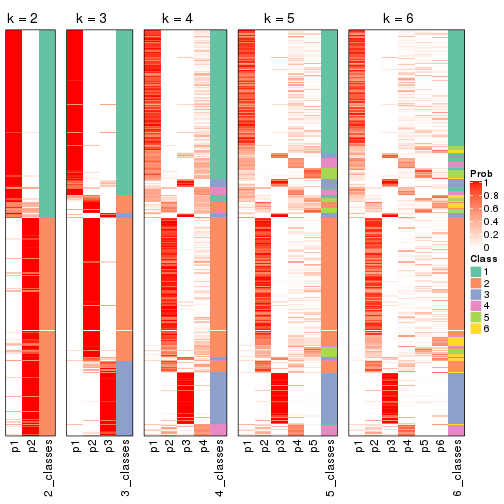 k = 2
k = 3
k = 4
k = 5
k = 6
p1
p2
2_classes
p1
p2
p3
3_classes
p1
p2
p3
p4
4_classes
p1
p2
p3
p4
p5
5_classes
p1
p2
p3
p4
p5
p6
6_classes
Prob
1
0.8
0.6
0.4
0.2
0
Class
1
2
3
4
5
6